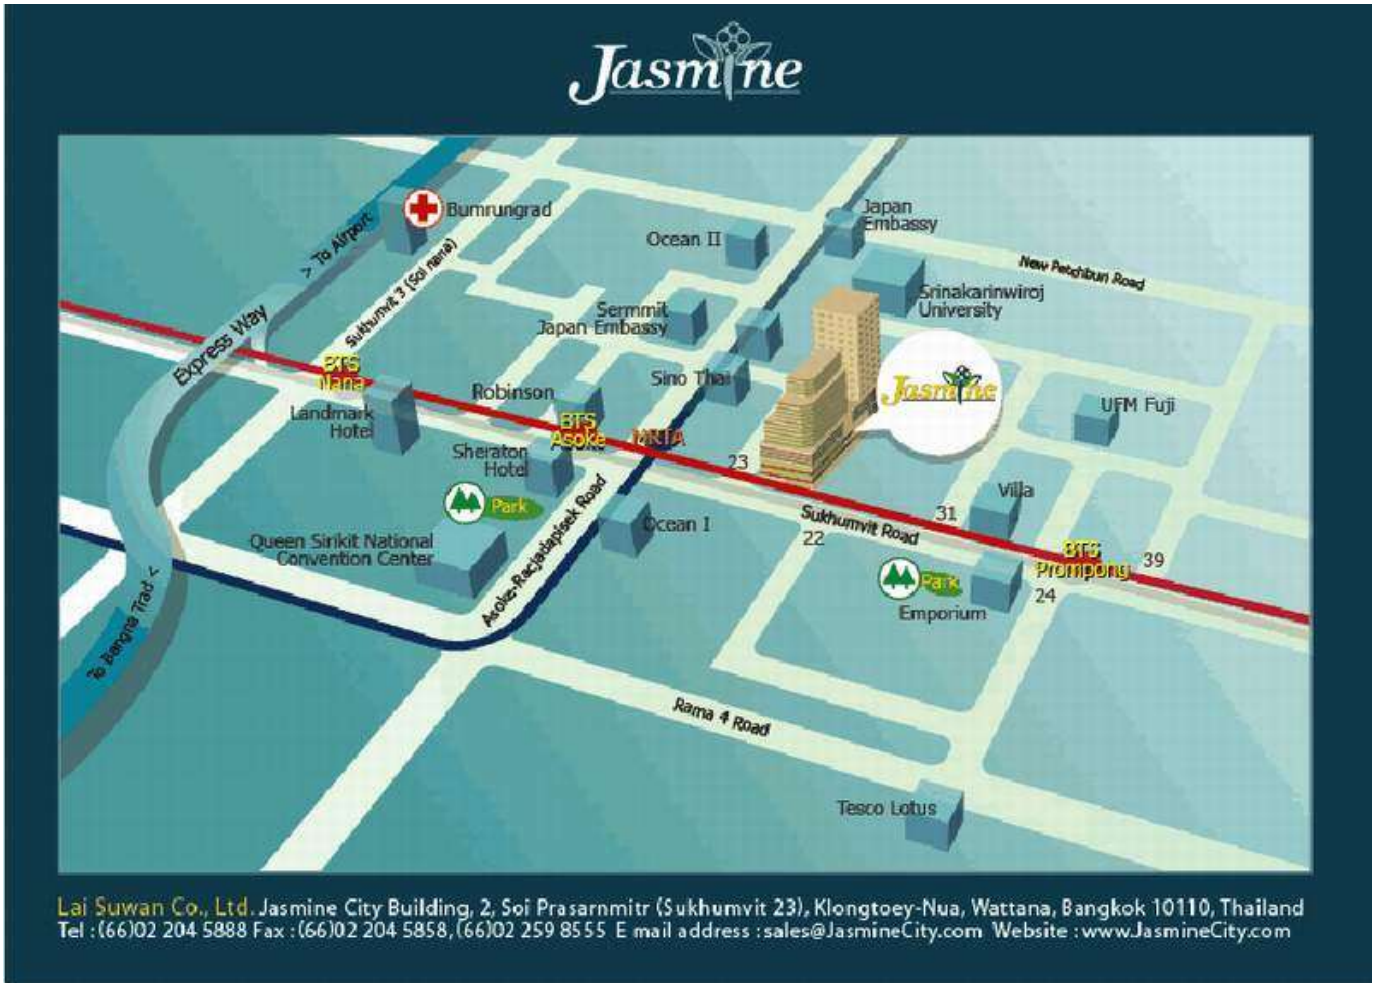 Jasmine
Bumrungrad
> To Airport
Sukhumvit 3 (Soi nana)
Express Way
Ocean II
Japan
Embassy
New Petchburi Road
Srinakarinwiroj
University
Sermmit
Japan Embassy
Sino Thai
Jasmine
UFM Fuji
BTS
Nana
Landmark
Hotel
Robinson
BTS
Asoke
MRTA
Sheraton
Hotel
Park
23
Queen Sirikit National
Convention Center
Asoke-Racjadapisek Road
Ocean I
Sukhumvit Road
22
31
Villa
BTS
Prompong
39
24
Park
Emporium
To Bangna Trad <
Rama 4 Road
Tesco Lotus
Lai Suwan Co., Ltd. Jasmine City Building, 2, Soi Prasarnmitr (Sukhumvit 23), Klongtoey-Nua, Wattana, Bangkok 10110, Thailand
Tel :(66)02 204 5888 Fax :(66)02 204 5858,(66)02 259 8555 E mail address :sales@JasmineCity.com Website :www.JasmineCity.com